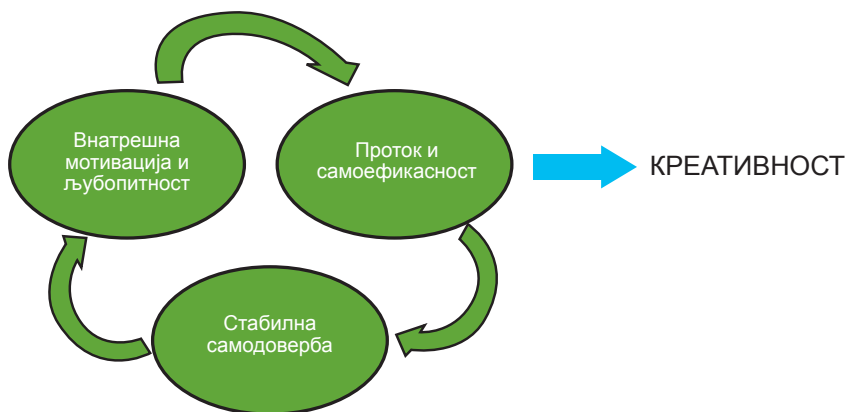 Внатрешна
мотивација и
љубопитност
Проток и
самоефикасност
КРЕАТИВНОСТ
Стабилна
самодоверба